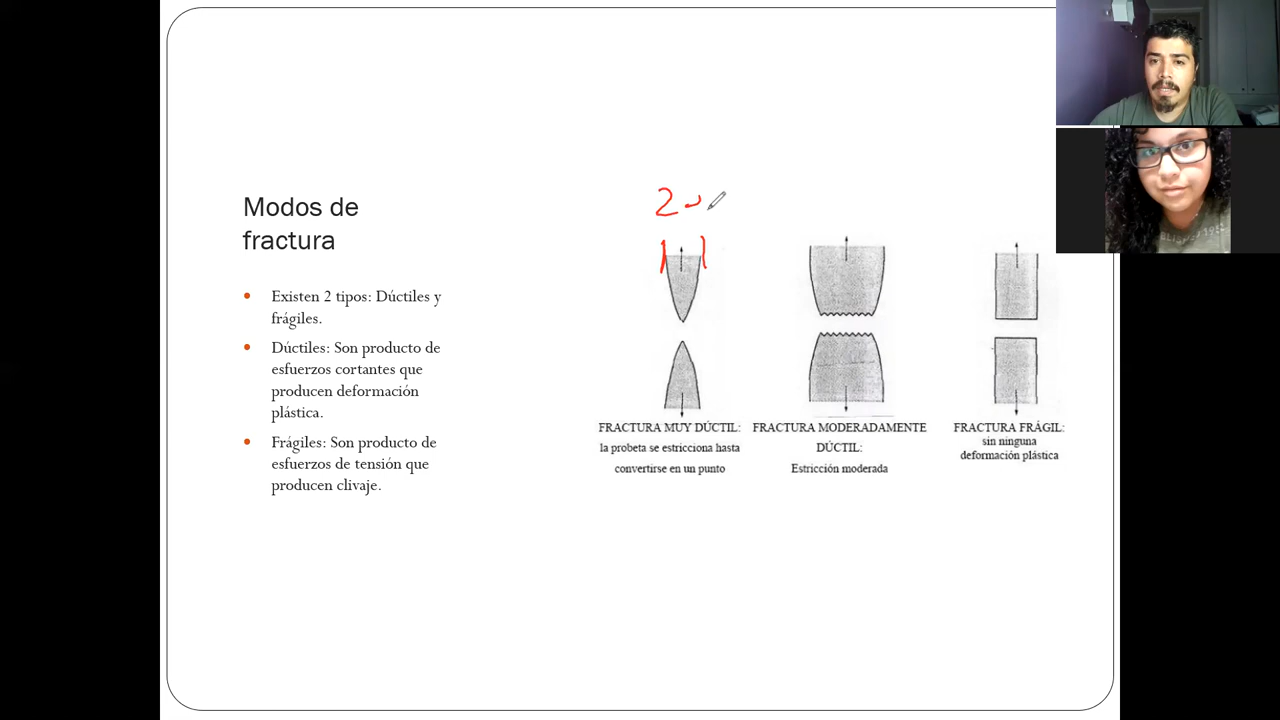 Modos de
fractura
Existen 2 tipos: Dúctiles y
frágiles.
Dúctiles: Son producto de
esfuerzos cortantes que
producen deformación
plástica.
Frágiles: Son producto de
esfuerzos de tensión que
producen clivaje.
2
FRACTURA MUY DÚCTIL:
la probeta se estricciona hasta
convertirse en un punto
FRACTURA MODERADAMENTE
DÚCTIL:
Estricción moderada
FRACTURA FRÁGIL:
sin ninguna
deformación plástica